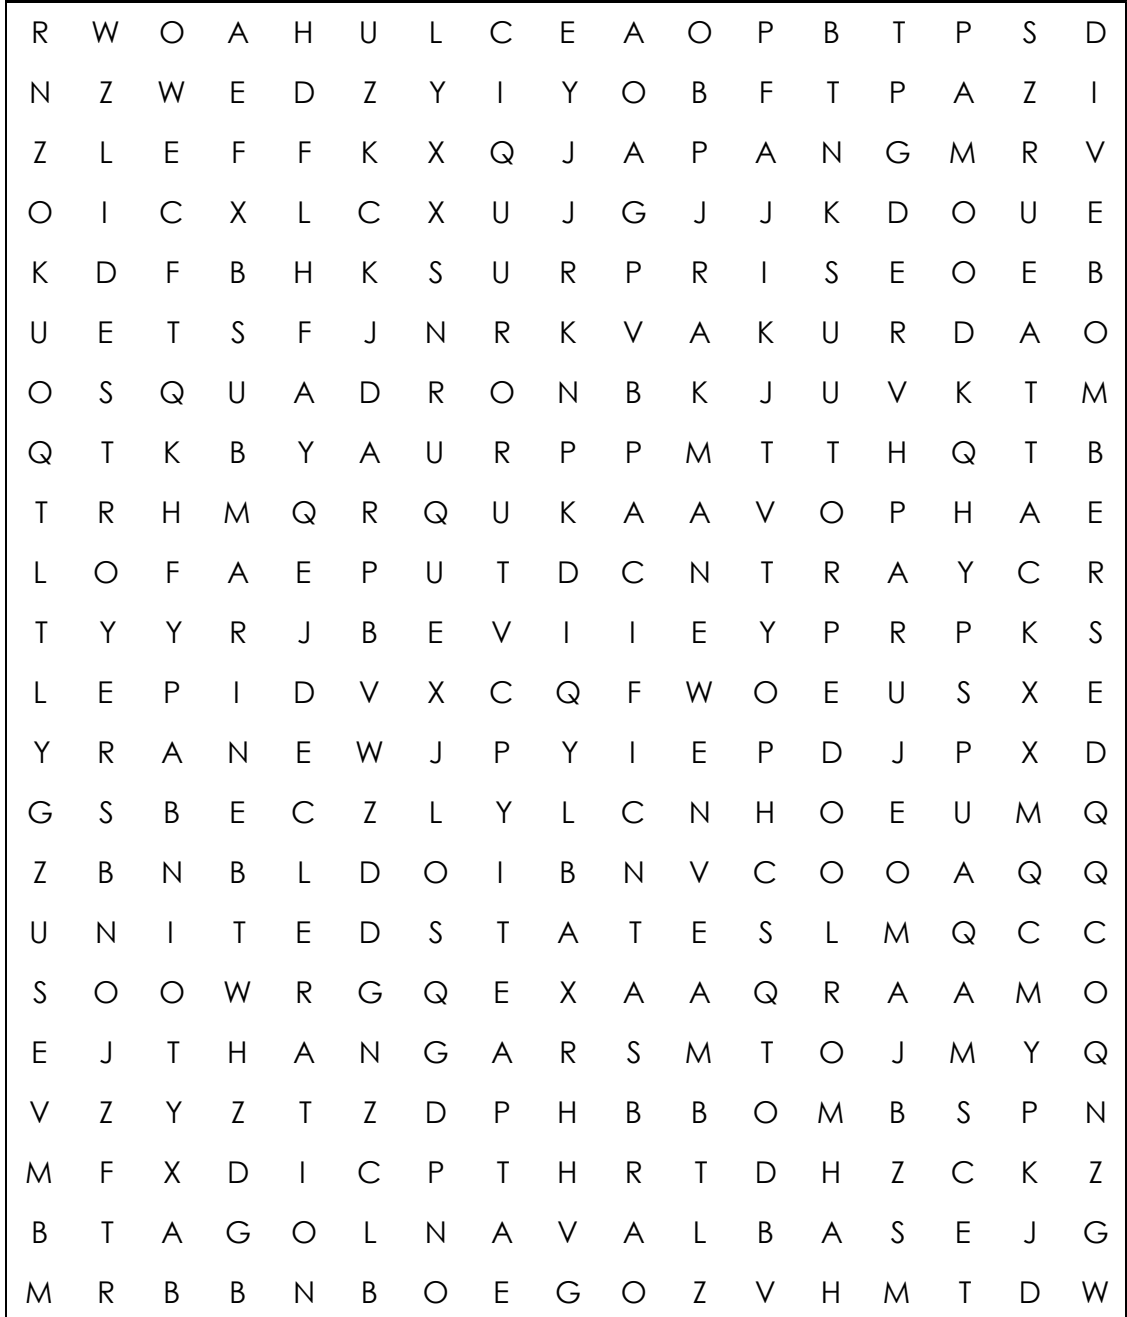 R W O A H U L C E A O P B T P S D
N Z W E D Z Y I Y O B F T P A Z I
Z L E F F K X Q J A P A N G M R V
O I C X L C X U J G J J K D O U E
K D F B H K S U R P R I S E O E B
U E T S F J N R K V A K U R D A O
O S Q U A D R O N B K J U V K T M
Q T K B Y A U R P P M T T H Q T B
T R H M Q R Q U K A A V O P H A E
L O F A E P U T D C N T R A Y C R
T Y Y R J B E V I I E Y P R P K S
L E P I D V X C Q F W O E U S X E
Y R A N E W J P Y I E P D J P X D
G S B E C Z L Y L C N H O E U M Q
Z B N B L D O I B N V C O O A Q Q
U N I T E D S T A T E S L M Q C C
S O O W R G Q E X A A Q R A A M O
E J T H A N G A R S M T O J M Y Q
V Z Y Z T Z D P H B B O M B S P N
M F X D I C P T H R T D H Z C K Z
B T A G O L N A V A L B A S E J G
M R B B N B O E G O Z V H M T D W